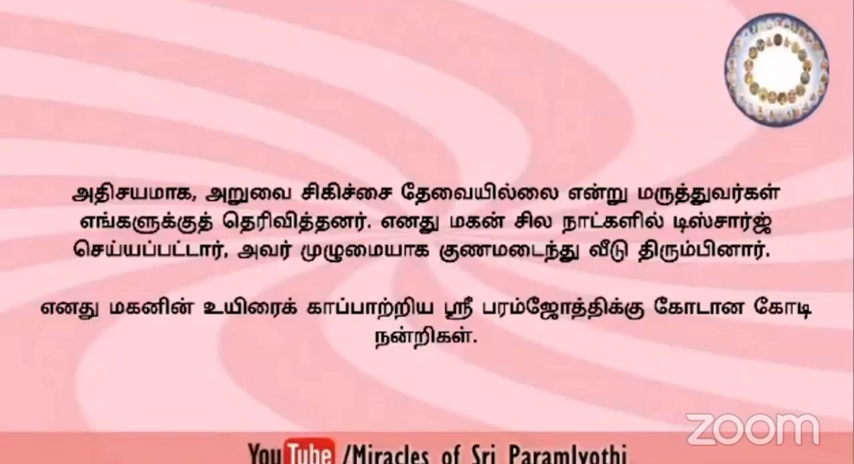 அதிசயமாக, அறுவை சிகிச்சை தேவையில்லை என்று மருத்துவர்கள்
எங்களுக்குத் தெரிவித்தனர். எனது மகன் சில நாட்களில் டிஸ்சார்ஜ்
செய்யப்பட்டார், அவர் முழுமையாக குணமடைந்து வீடு திரும்பினார்.
எனது மகனின் உயிரைக் காப்பாற்றிய ஸ்ரீ பரம்ஜோத்திக்கு கோடான கோடி
நன்றிகள்.
zoom
YouTube /Miracles of Sri ParamJyothi